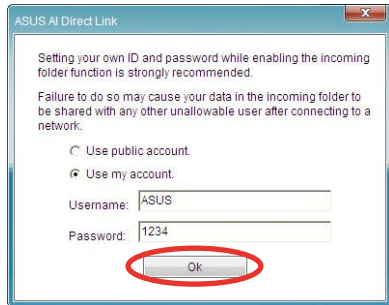 ASUS AI Direct Link
Setting your own ID and password while enabling the incoming
folder function is strongly recommended.
Failure to do so may cause your data in the incoming folder to
be shared with any other unallowable user after connecting to a
network.
Use public account.
Use my account.
Username: ASUS
Password: 1234
Ok